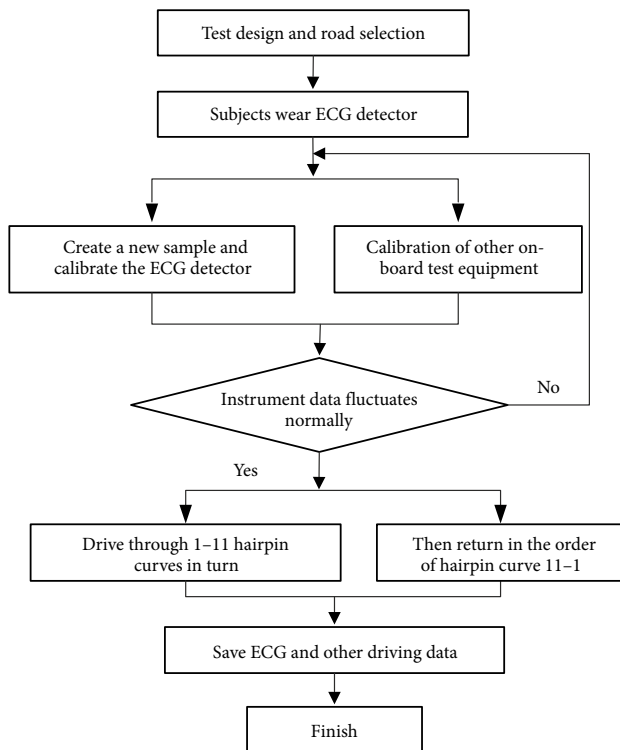 Test design and road selection
Subjects wear ECG detector
Create a new sample and
calibrate the ECG detector
Calibration of other on-
board test equipment
Instrument data fluctuates
normally
No
Yes
Drive through 1–11 hairpin
curves in turn
Then return in the order
of hairpin curve 11–1
Save ECG and other driving data
Finish